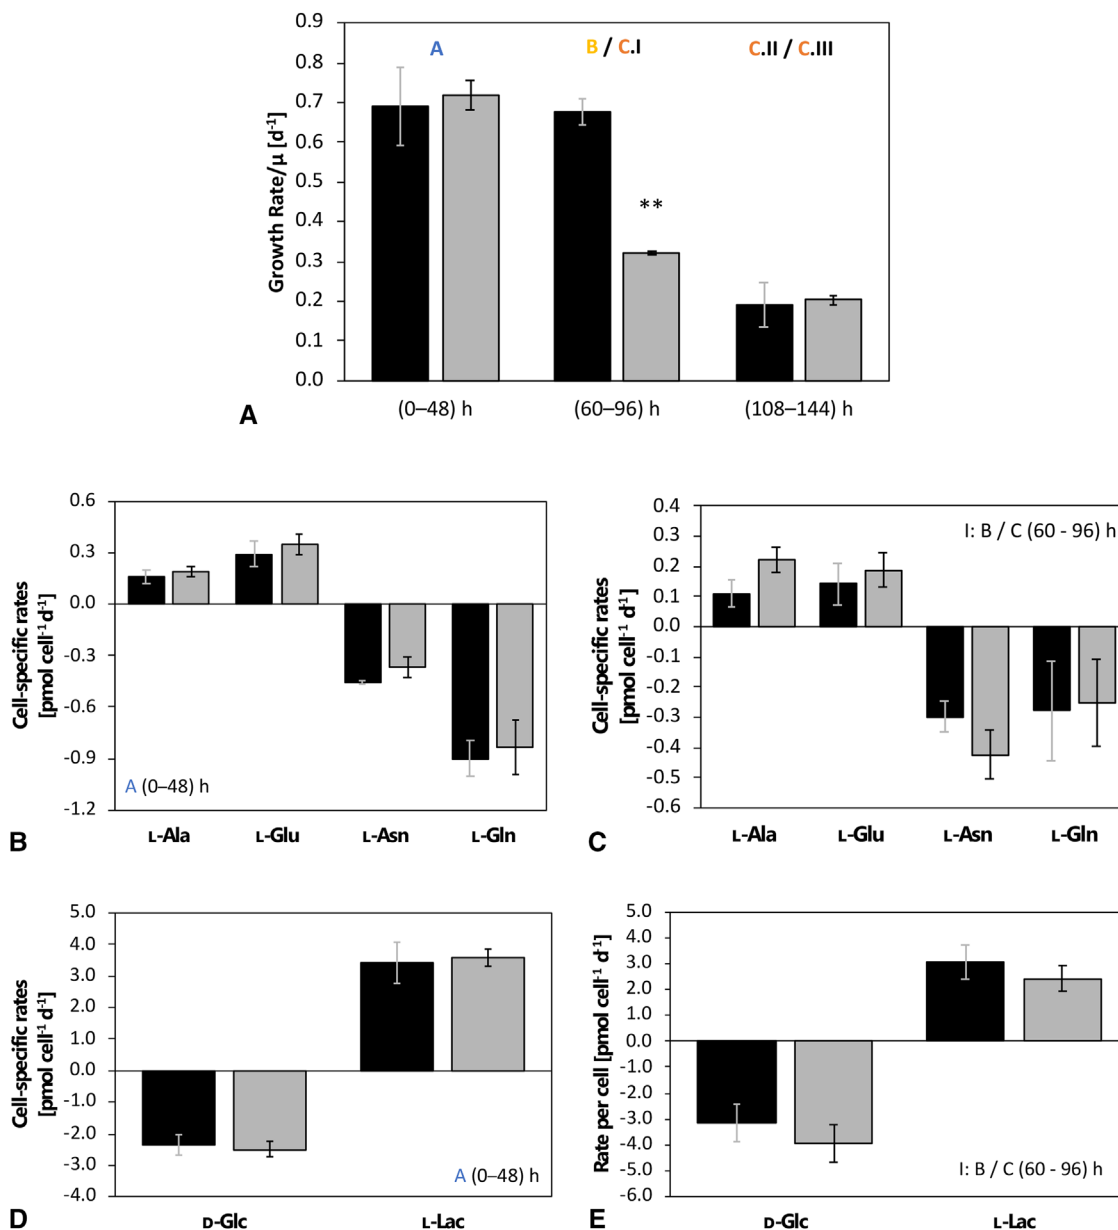 Growth Rate/µ [d⁻¹]
0.9
0.8
0.7
0.6
0.5
0.4
0.3
0.2
0.1
0.0
A
B / C.I
C.II / C.III
**
(0–48) h
(60–96) h
(108–144) h
A
Cell-specific rates
[pmol cell⁻¹ d⁻¹]
0.6
0.3
0.0
-0.3
-0.6
-0.9
-1.2
A (0–48) h
L-Ala
L-Glu
L-Asn
L-Gln
B
Cell-specific rates
[pmol cell⁻¹ d⁻¹]
0.4
0.3
0.2
0.1
0.0
-0.1
-0.2
-0.3
-0.4
-0.5
-0.6
I: B / C (60 - 96) h
L-Ala
L-Glu
L-Asn
L-Gln
C
Cell-specific rates
[pmol cell⁻¹ d⁻¹]
5.0
4.0
3.0
2.0
1.0
0.0
-1.0
-2.0
-3.0
-4.0
A (0–48) h
D-Glc
L-Lac
D
Rate per cell [pmol cell⁻¹ d⁻¹]
5.0
4.0
3.0
2.0
1.0
0.0
-1.0
-2.0
-3.0
-4.0
-5.0
-6.0
I: B / C (60 - 96) h
D-Glc
L-Lac
E